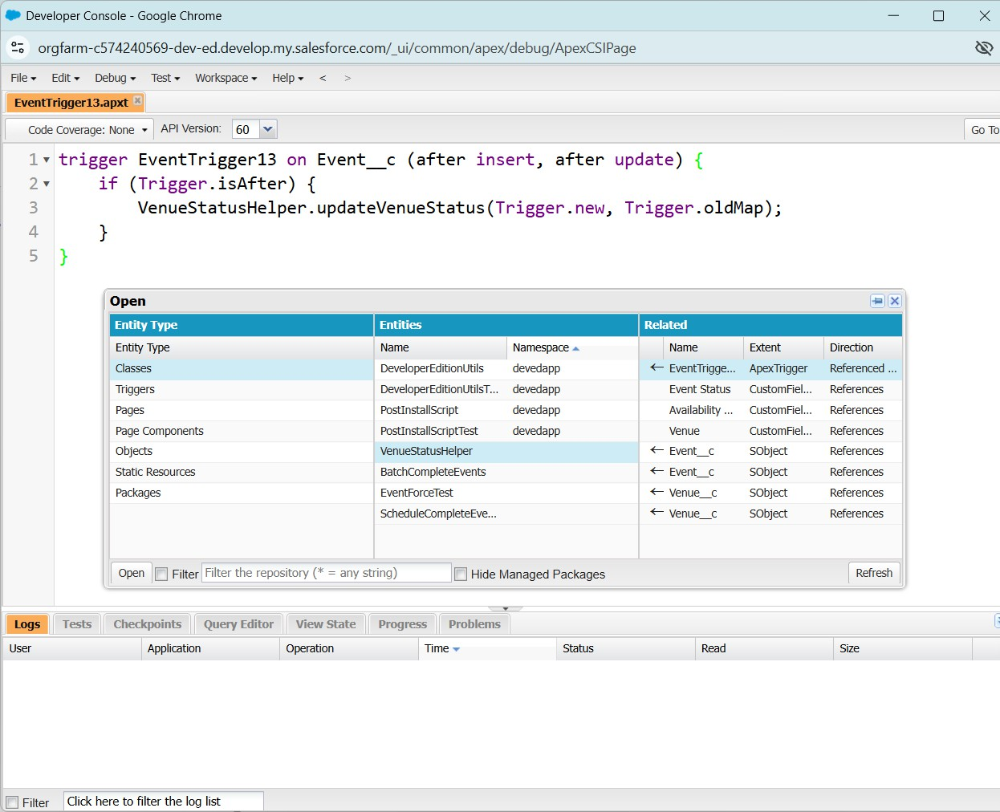 Developer Console - Google Chrome
orgfarm-c574240569-dev-ed.develop.my.salesforce.com/_ui/common/apex/debug/ApexCSIPage
File Edit Debug Test Workspace Help < >
EventTrigger13.apxt
Code Coverage: None API Version: 60 Go To
1 trigger EventTrigger13 on Event__c (after insert, after update) {
2 if (Trigger.isAfter) {
3 VenueStatusHelper.updateVenueStatus(Trigger.new, Trigger.oldMap);
4 }
5 }
Open
Entity Type Entities Related
Entity Type Name Namespace Name Extent Direction
Classes DeveloperEditionUtils devedapp ← EventTrigge... ApexTrigger Referenced ...
Triggers DeveloperEditionUtilsT... devedapp Event Status CustomFiel... References
Pages PostInstallScript devedapp Availability ... CustomFiel... References
Page Components PostInstallScriptTest devedapp Venue CustomFiel... References
Objects VenueStatusHelper ← Event__c SObject References
Static Resources BatchCompleteEvents ← Event__c SObject References
Packages EventForceTest ← Venue__c SObject References
ScheduleCompleteEve... ← Venue__c SObject References
Open Filter Filter the repository (* = any string) Hide Managed Packages Refresh
Logs Tests Checkpoints Query Editor View State Progress Problems
User Application Operation Time Status Read Size
Filter Click here to filter the log list